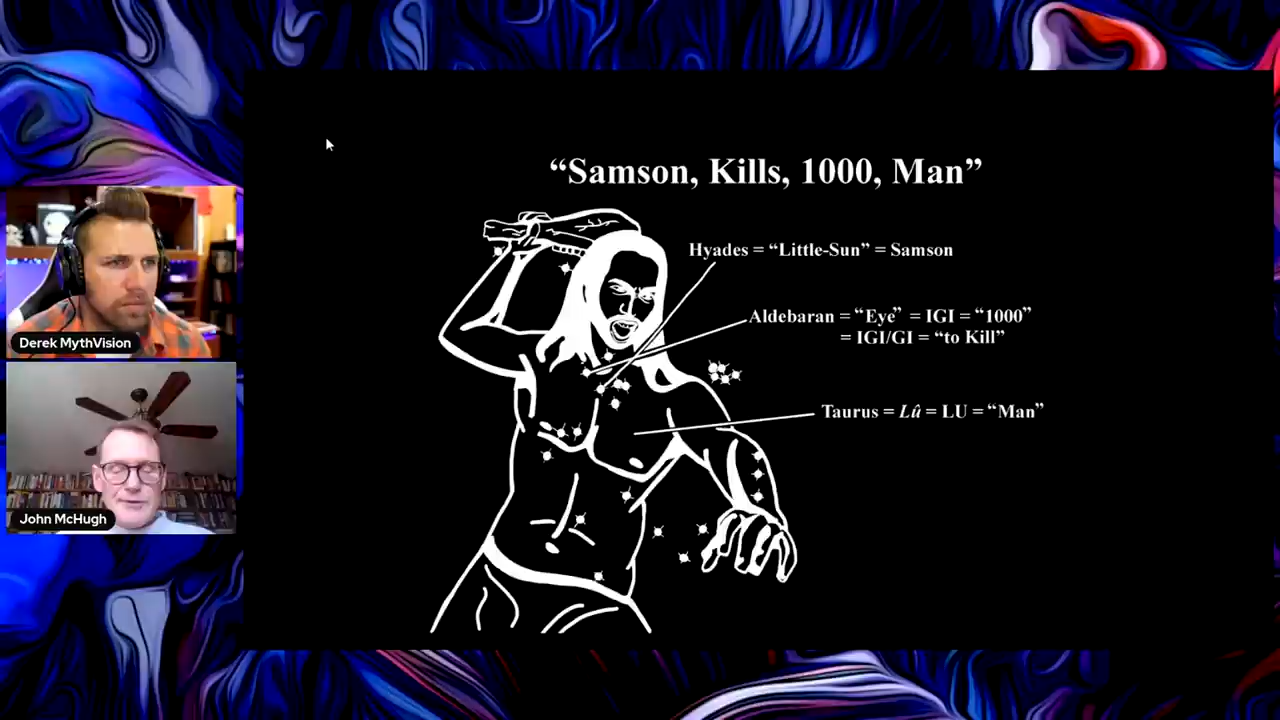 “Samson, Kills, 1000, Man”
Hyades = “Little-Sun” = Samson
Aldebaran = “Eye” = IGI = “1000”
= IGI/GI = “to Kill”
Taurus = Lû = LU = “Man”
Derek MythVision
John McHugh